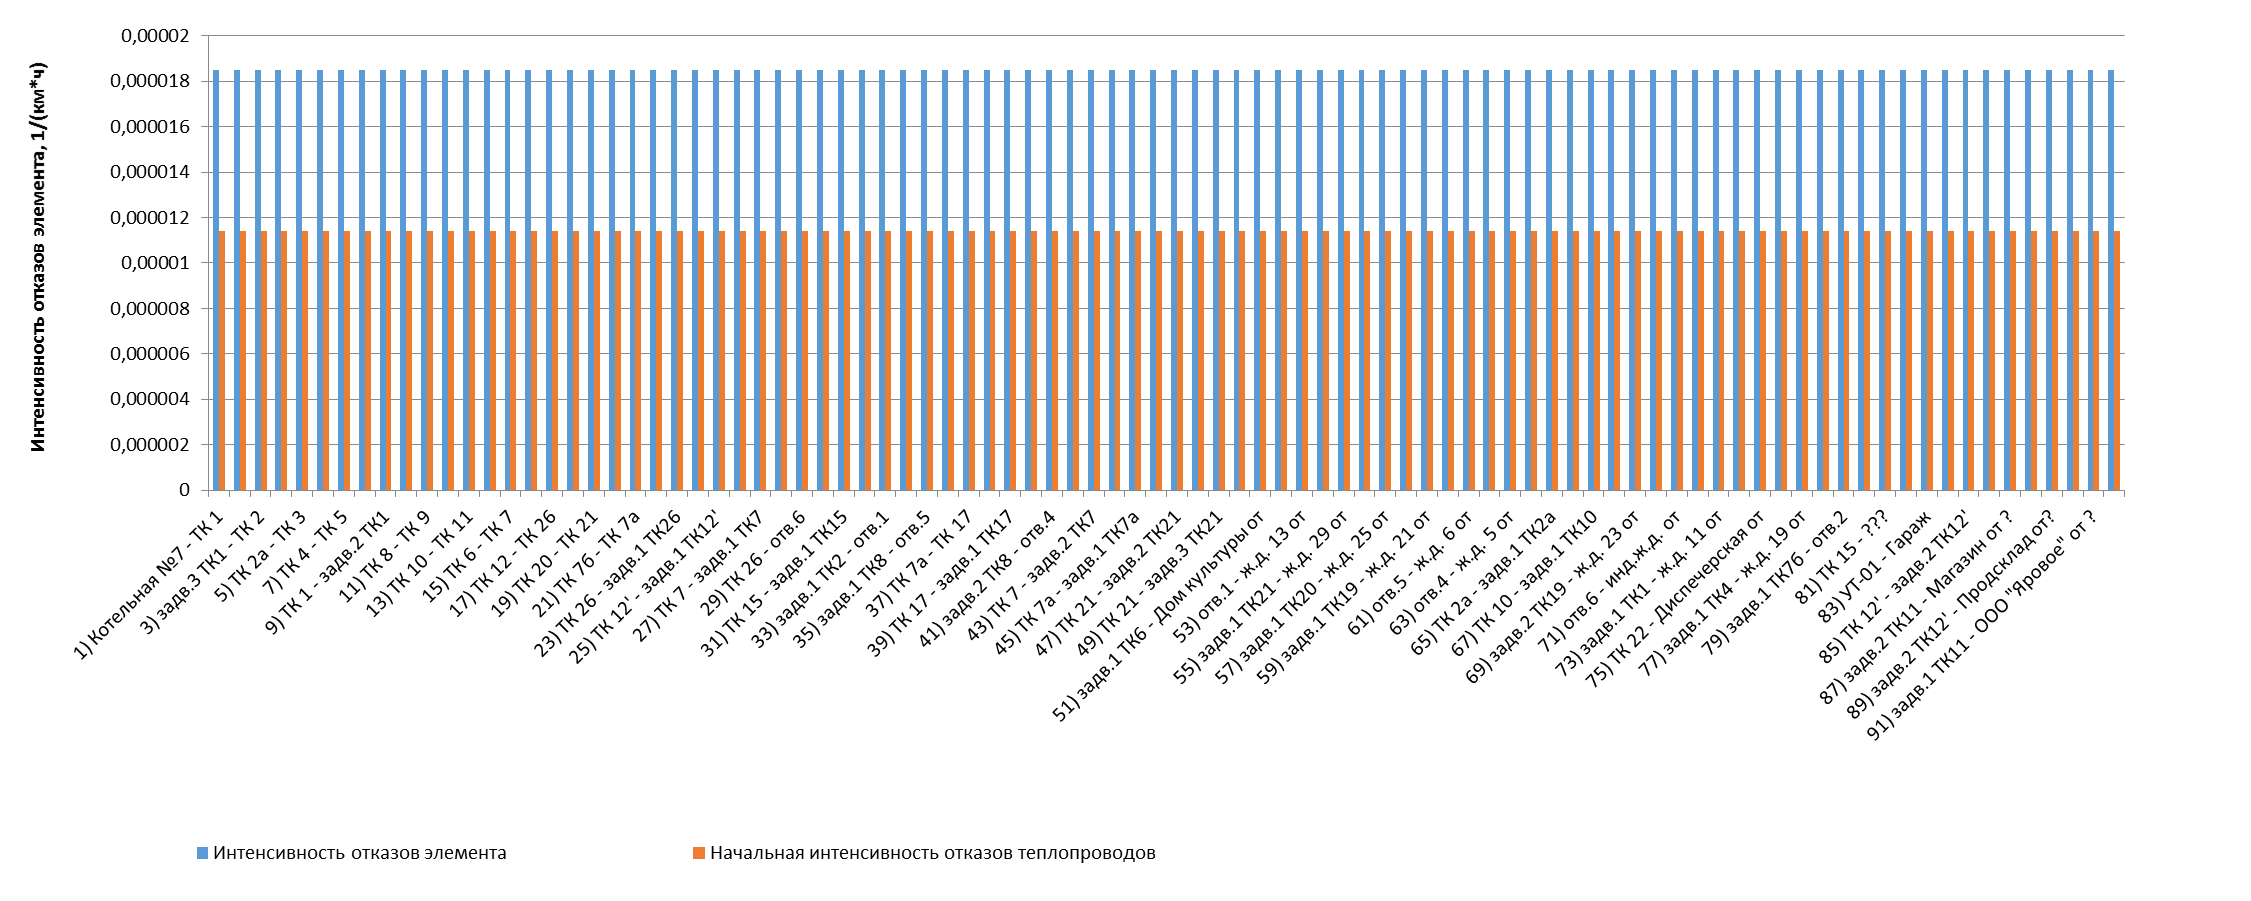 Интенсивность отказов элемента, 1/(км*ч)
0,00002
0,000018
0,000016
0,000014
0,000012
0,00001
0,000008
0,000006
0,000004
0,000002
0
1) Котельная №7 - ТК 1
3) задв.3 ТК1 - ТК 2
5) ТК 2а - ТК 3
7) ТК 4 - ТК 5
9) ТК 1 - задв.2 ТК1
11) ТК 8 - ТК 9
13) ТК 10 - ТК 11
15) ТК 6 - ТК 7
17) ТК 12 - ТК 26
19) ТК 20 - ТК 21
21) ТК 76 - ТК 7а
23) ТК 26 - задв.1 ТК26
25) ТК 12' - задв.1 ТК12'
27) ТК 7 - задв.1 ТК7
29) ТК 26 - отв.6
31) ТК 15 - задв.1 ТК15
33) задв.1 ТК2 - отв.1
35) задв.1 ТК8 - отв.5
37) ТК 7а - ТК 17
39) ТК 17 - задв.1 ТК17
41) задв.2 ТК8 - отв.4
43) ТК 7 - задв.2 ТК7
45) ТК 7а - задв.1 ТК7а
47) ТК 21 - задв.2 ТК21
49) ТК 21 - задв.3 ТК21
51) задв.1 ТК6 - Дом культуры от
53) отв.1 - ж.д. 13 от
55) задв.1 ТК21 - ж.д. 29 от
57) задв.1 ТК20 - ж.д. 25 от
59) задв.1 ТК19 - ж.д. 21 от
61) отв.5 - ж.д. 6 от
63) отв.4 - ж.д. 5 от
65) ТК 2а - задв.1 ТК2а
67) ТК 10 - задв.1 ТК10
69) задв.2 ТК19 - ж.д. 23 от
71) отв.6 - инд.ж.д. от
73) задв.1 ТК1 - ж.д. 11 от
75) ТК 22 - Диспечерская от
77) задв.1 ТК4 - ж.д. 19 от
79) задв.1 ТК76 - отв.2
81) ТК 15 - ???
83) УТ-01 - Гараж
85) ТК 12' - задв.2 ТК12'
87) задв.2 ТК11 - Магазин от ?
89) задв.2 ТК12' - Продсклад от?
91) задв.1 ТК11 - ООО "Яровое" от ?
Интенсивность отказов элемента
Начальная интенсивность отказов теплопроводов